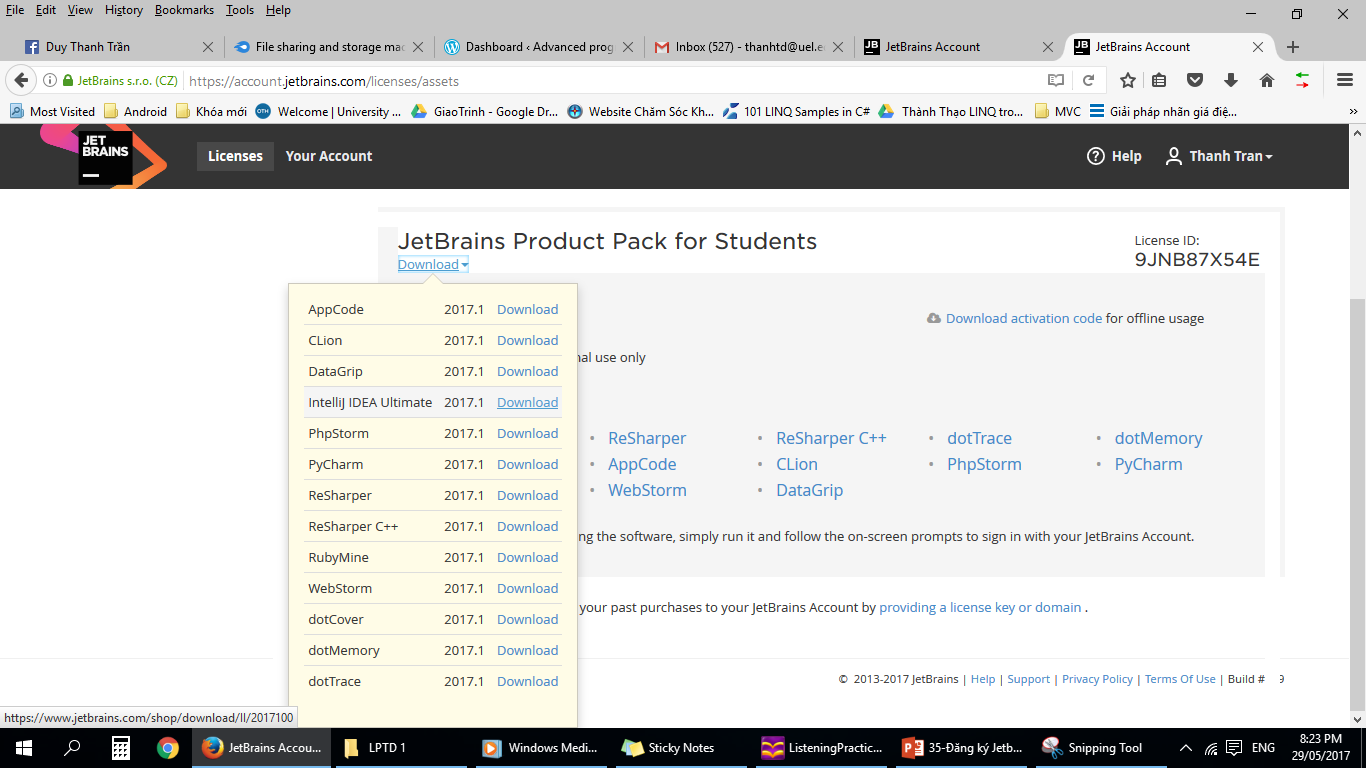 File Edit View History Bookmarks Tools Help
Duy Thanh Trần
File sharing and storage mad
Dashboard ‹ Advanced prog
Inbox (527) - thanhtd@uel.e
JetBrains Account
JetBrains Account
JetBrains s.r.o. (CZ) https://account.jetbrains.com/licenses/assets
Most Visited Android Khóa mới Welcome | University ... GiaoTrinh - Google Dr... Website Chăm Sóc Kh... 101 LINQ Samples in C# Thành Thạo LINQ tro... MVC Giải pháp nhãn giá điệ... »
JET BRAINS
Licenses Your Account Help Thanh Tran
JetBrains Product Pack for Students
License ID:
9JNB87X54E
Download
AppCode 2017.1 Download
CLion 2017.1 Download
DataGrip 2017.1 Download
IntelliJ IDEA Ultimate 2017.1 Download
PhpStorm 2017.1 Download
PyCharm 2017.1 Download
ReSharper 2017.1 Download
ReSharper C++ 2017.1 Download
RubyMine 2017.1 Download
WebStorm 2017.1 Download
dotCover 2017.1 Download
dotMemory 2017.1 Download
dotTrace 2017.1 Download
Download activation code for offline usage
nal use only
• ReSharper • ReSharper C++ • dotTrace • dotMemory
• AppCode • CLion • PhpStorm • PyCharm
• WebStorm • DataGrip
ng the software, simply run it and follow the on-screen prompts to sign in with your JetBrains Account.
your past purchases to your JetBrains Account by providing a license key or domain .
© 2013-2017 JetBrains | Help | Support | Privacy Policy | Terms Of Use | Build # 9
https://www.jetbrains.com/shop/download/II/2017100
JetBrains Accou... LPTD 1 Windows Medi... Sticky Notes ListeningPractic... 35-Đăng ký Jetb... Snipping Tool ENG
8:23 PM
29/05/2017